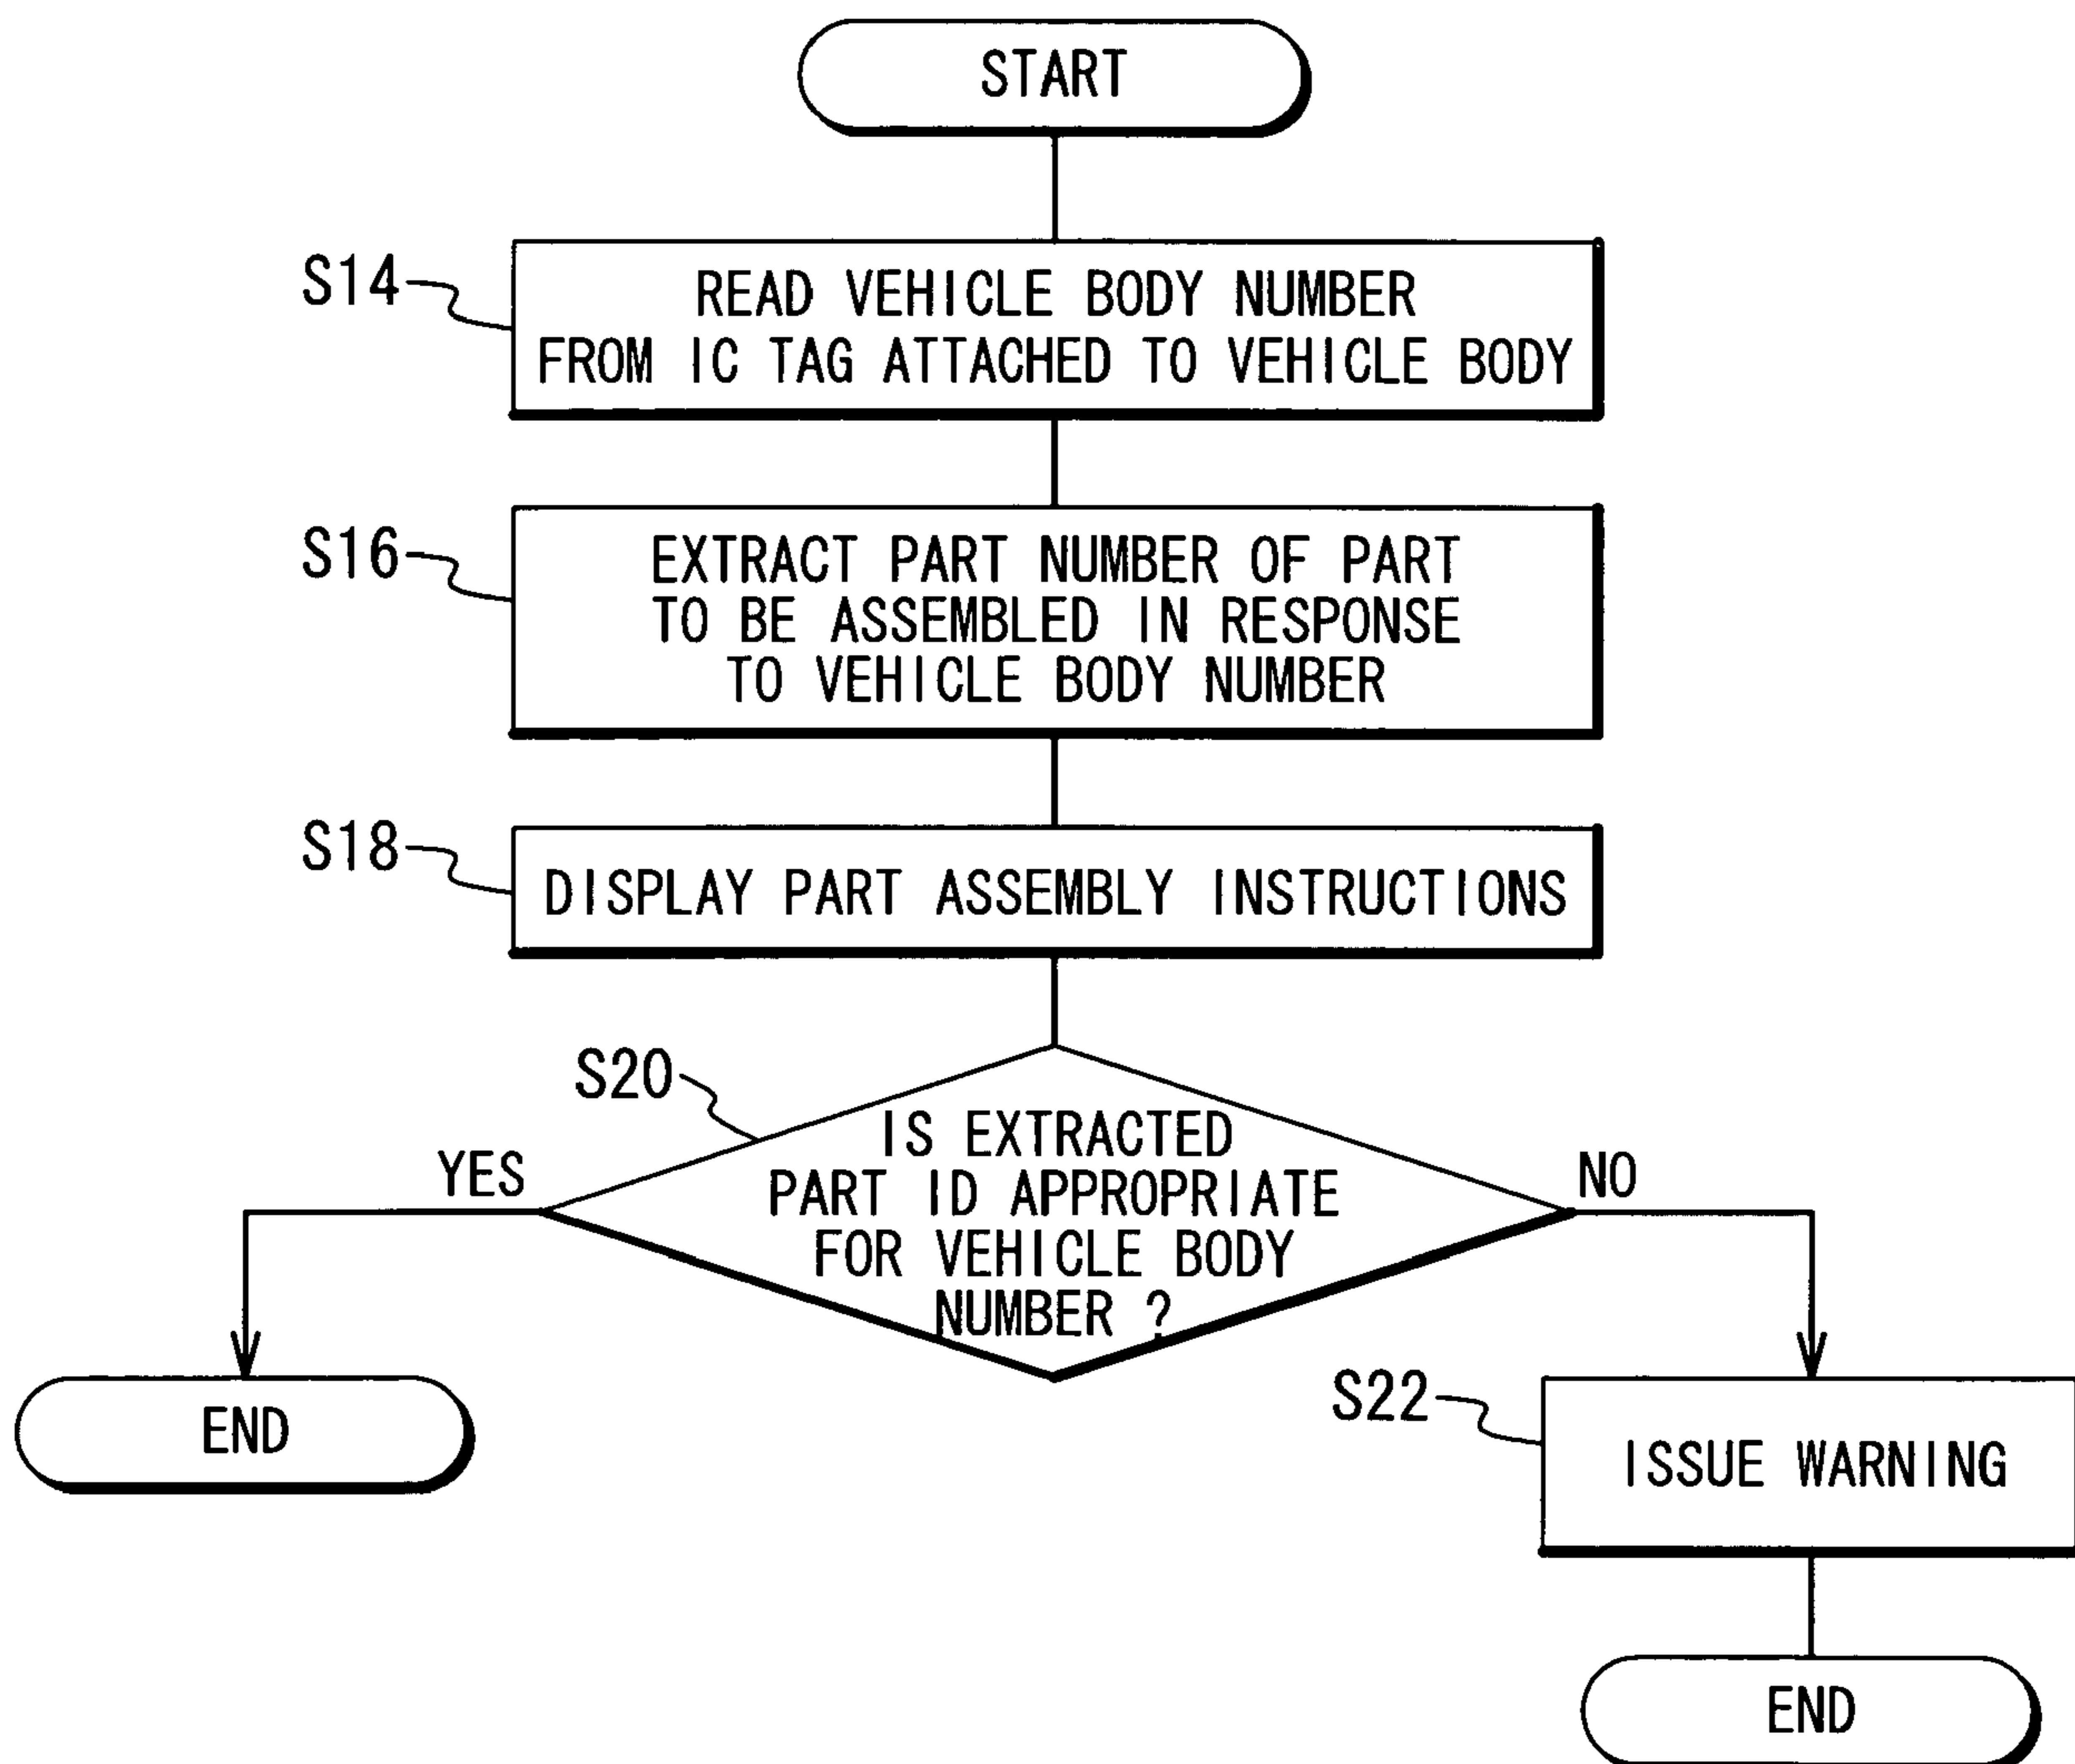 START
S14
READ VEHICLE BODY NUMBER
FROM IC TAG ATTACHED TO VEHICLE BODY
S16
EXTRACT PART NUMBER OF PART
TO BE ASSEMBLED IN RESPONSE
TO VEHICLE BODY NUMBER
S18
DISPLAY PART ASSEMBLY INSTRUCTIONS
S20
IS EXTRACTED
PART ID APPROPRIATE
FOR VEHICLE BODY
NUMBER ?
YES
NO
END
S22
ISSUE WARNING
END